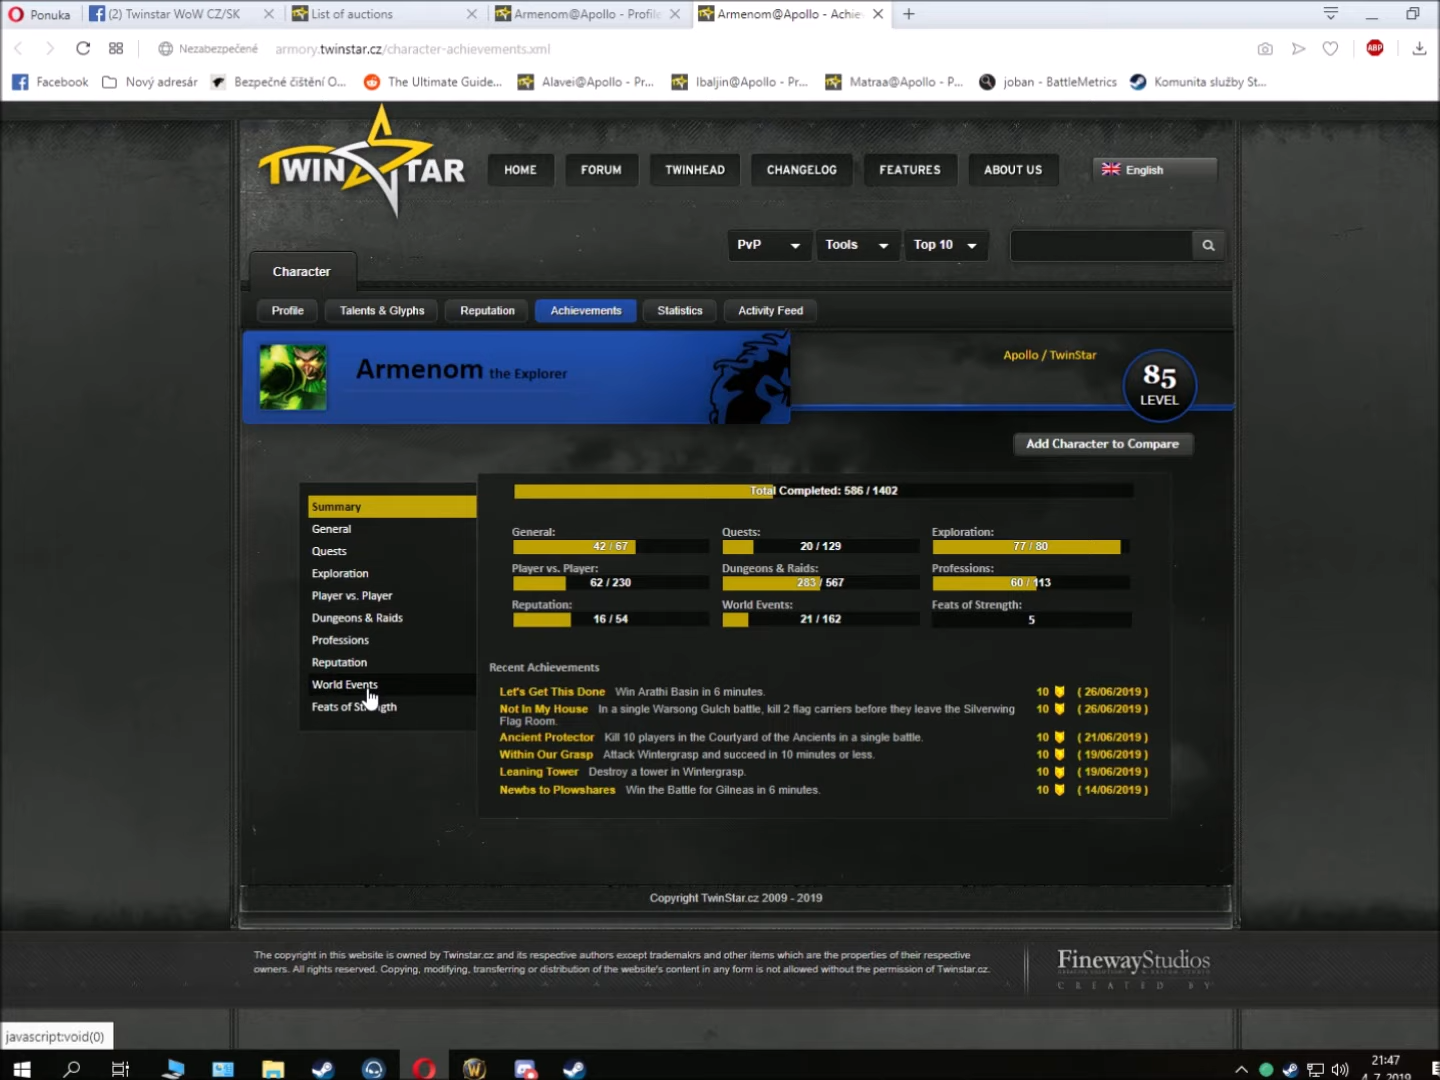 Ponuka
(2) Twinstar WoW CZ/SK
List of auctions
Armenom@Apollo - Profile
Armenom@Apollo - Achie
Nezabezpečené
armory.twinstar.cz/character-achievements.xml
ABP
Facebook
Nový adresár
Bezpečné čištění O...
The Ultimate Guide...
Alavei@Apollo - Pr...
Ibaljin@Apollo - Pr...
Matraa@Apollo - P...
joban - BattleMetrics
Komunita služby St...
TWINSTAR
HOME
FORUM
TWINHEAD
CHANGELOG
FEATURES
ABOUT US
English
PvP
Tools
Top 10
Character
Profile
Talents & Glyphs
Reputation
Achievements
Statistics
Activity Feed
Armenom the Explorer
Apollo / TwinStar
85
LEVEL
Add Character to Compare
Summary
General
Quests
Exploration
Player vs. Player
Dungeons & Raids
Professions
Reputation
World Events
Feats of Strength
Total Completed: 586 / 1402
General:
42 / 67
Quests:
20 / 129
Exploration:
77 / 80
Player vs. Player:
62 / 230
Dungeons & Raids:
283 / 567
Professions:
60 / 113
Reputation:
16 / 54
World Events:
21 / 162
Feats of Strength:
5
Recent Achievements
Let's Get This Done Win Arathi Basin in 6 minutes. 10 ( 26/06/2019 )
Not In My House In a single Warsong Gulch battle, kill 2 flag carriers before they leave the Silverwing 10 ( 26/06/2019 )
Flag Room.
Ancient Protector Kill 10 players in the Courtyard of the Ancients in a single battle. 10 ( 21/06/2019 )
Within Our Grasp Attack Wintergrasp and succeed in 10 minutes or less. 10 ( 19/06/2019 )
Leaning Tower Destroy a tower in Wintergrasp. 10 ( 19/06/2019 )
Newbs to Plowshares Win the Battle for Gilneas in 6 minutes. 10 ( 14/06/2019 )
Copyright TwinStar.cz 2009 - 2019
The copyright in this website is owned by Twinstar.cz and its respective authors except trademakrs and other items which are the properties of their respective
owners. All rights reserved. Copying, modifying, transferring or distribution of the website's content in any form is not allowed without the permission of Twinstar.cz.
FinewayStudios
CREATED BY
javascript:void(0)
21:47
4. 7. 2019